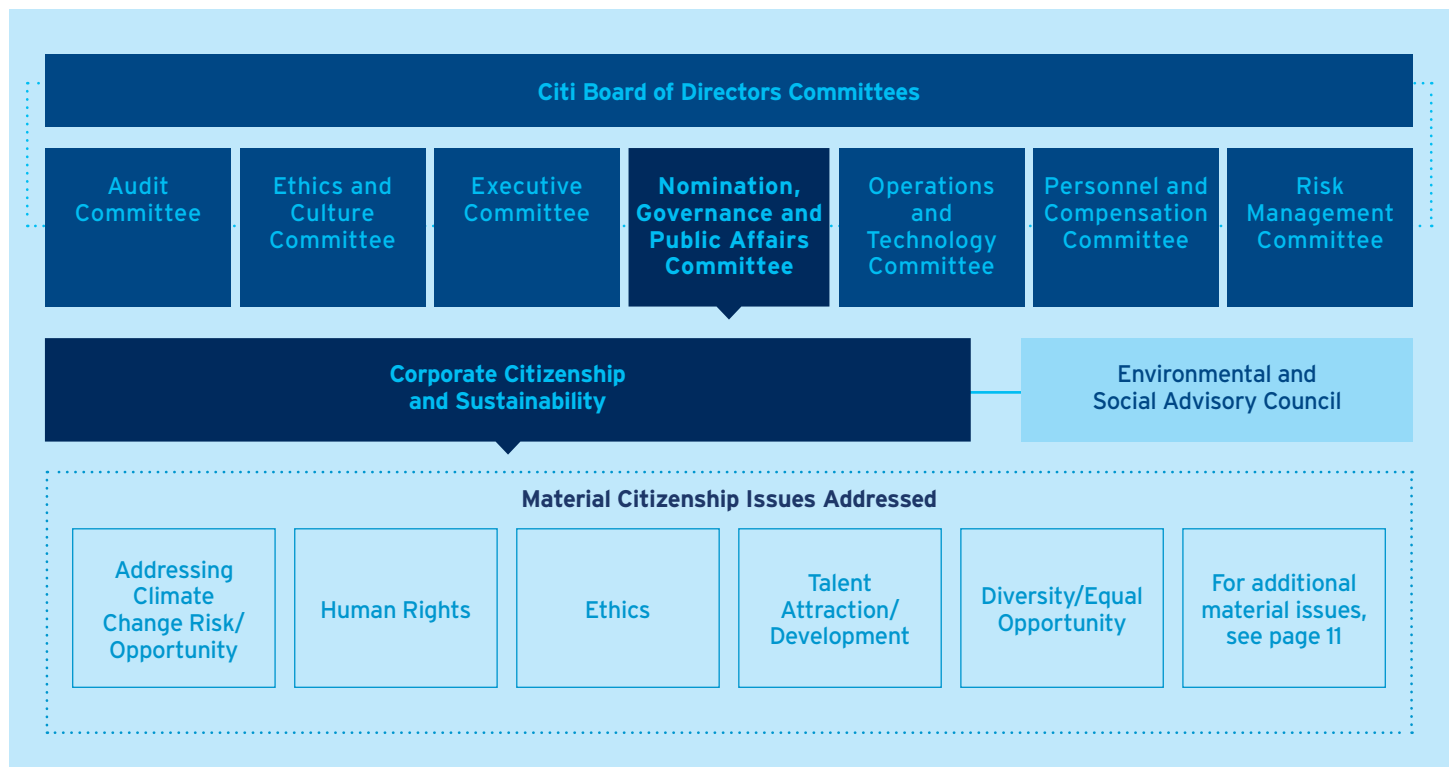 Citi Board of Directors Committees
Audit
Committee
Ethics and
Culture
Committee
Executive
Committee
Nomination,
Governance and
Public Affairs
Committee
Operations
and
Technology
Committee
Personnel and
Compensation
Committee
Risk
Management
Committee
Corporate Citizenship
and Sustainability
Environmental and
Social Advisory Council
Material Citizenship Issues Addressed
Addressing
Climate
Change Risk/
Opportunity
Human Rights
Ethics
Talent
Attraction/
Development
Diversity/Equal
Opportunity
For additional
material issues,
see page 11